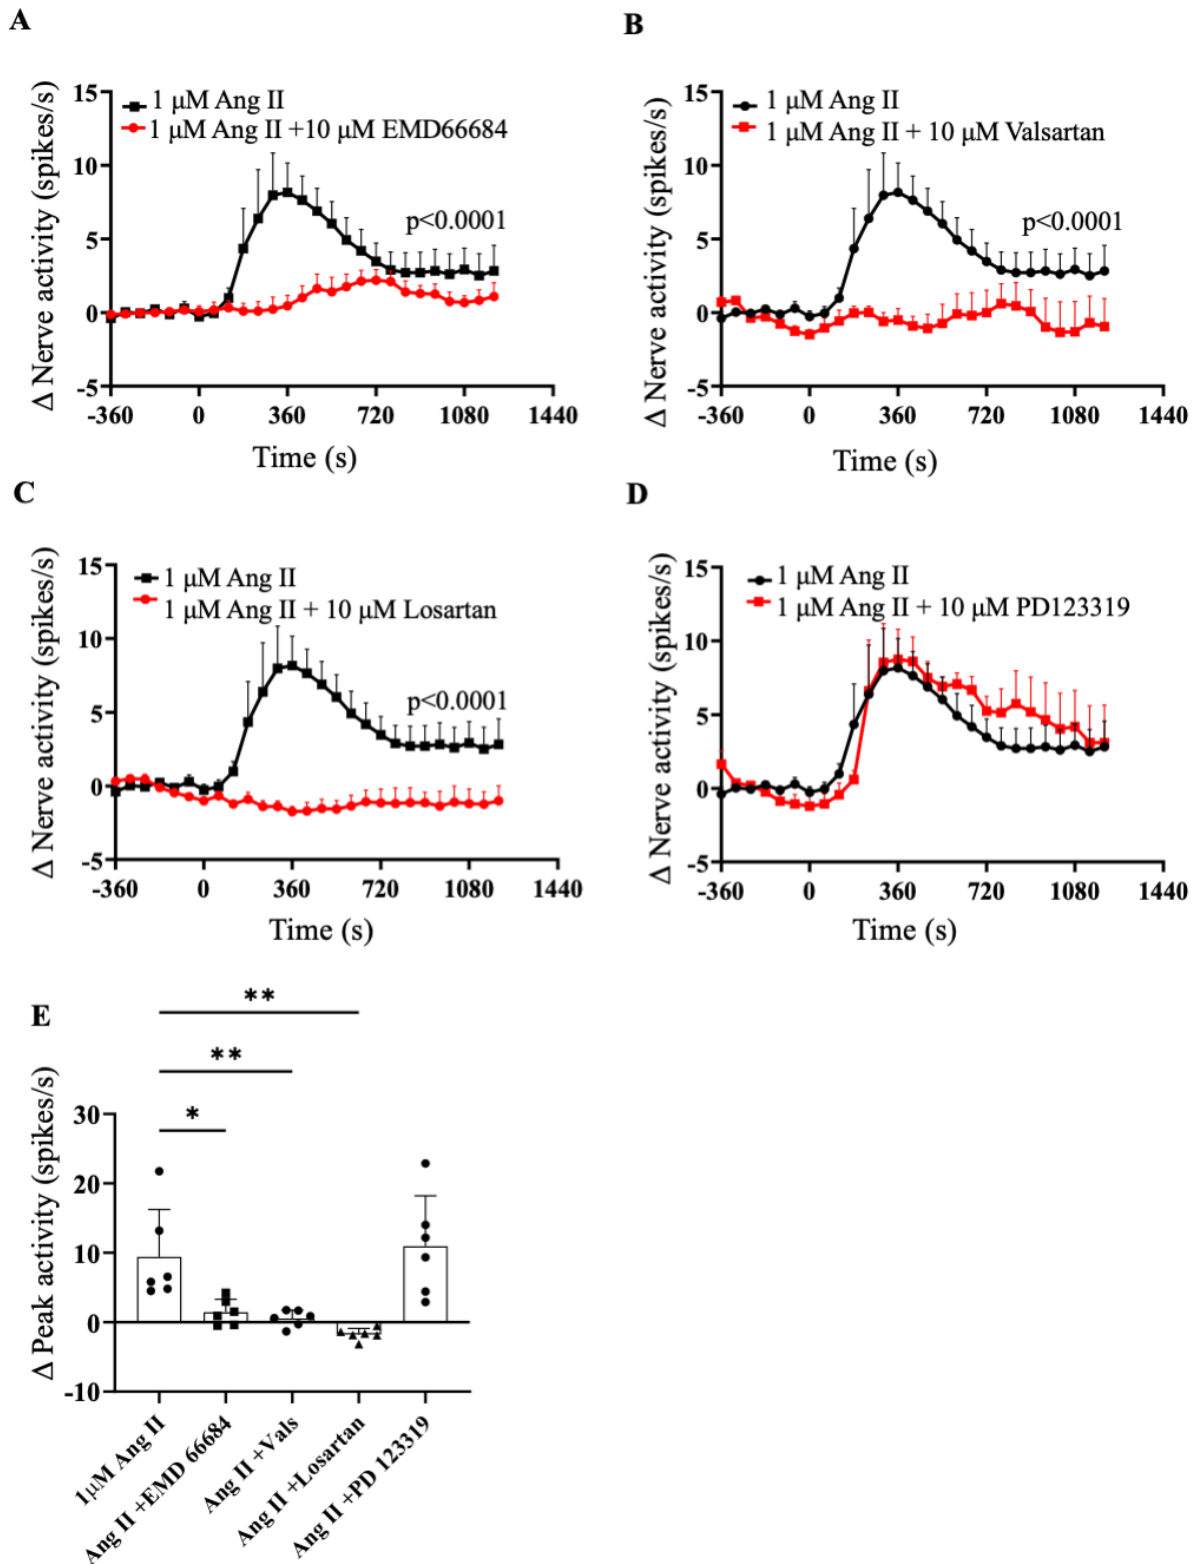 A
15
10
5
0
-5
Δ Nerve activity (spikes/s)
1 μM Ang II
1 μM Ang II +10 μM EMD66684
p<0.0001
-360 0 360 720 1080 1440
Time (s)
B
15
10
5
0
-5
Δ Nerve activity (spikes/s)
1 μM Ang II
1 μM Ang II + 10 μM Valsartan
p<0.0001
-360 0 360 720 1080 1440
Time (s)
C
15
10
5
0
-5
Δ Nerve activity (spikes/s)
1 μM Ang II
1 μM Ang II + 10 μM Losartan
p<0.0001
-360 0 360 720 1080 1440
Time (s)
D
15
10
5
0
-5
Δ Nerve activity (spikes/s)
1 μM Ang II
1 μM Ang II + 10 μM PD123319
-360 0 360 720 1080 1440
Time (s)
E
**
**
*
30
20
10
0
-10
Δ Peak activity (spikes/s)
1μM Ang II
Ang II +EMD 66684
Ang II +Vals
Ang II +Losartan
Ang II +PD 123319